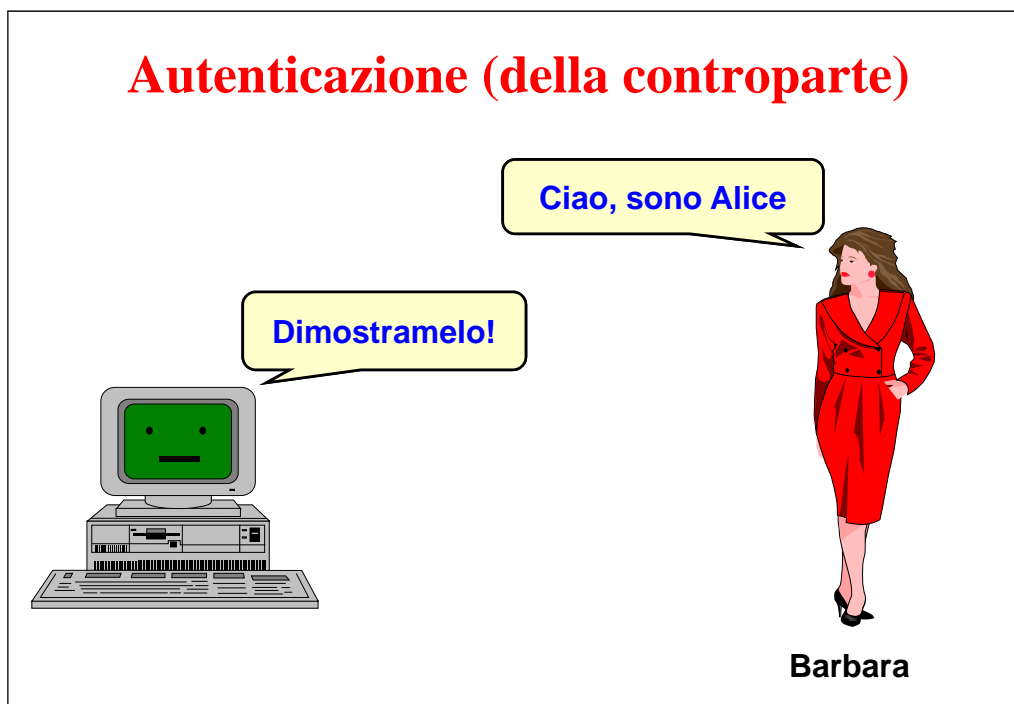 Autenticazione (della controparte)
Ciao, sono Alice
Dimostramelo!
Barbara